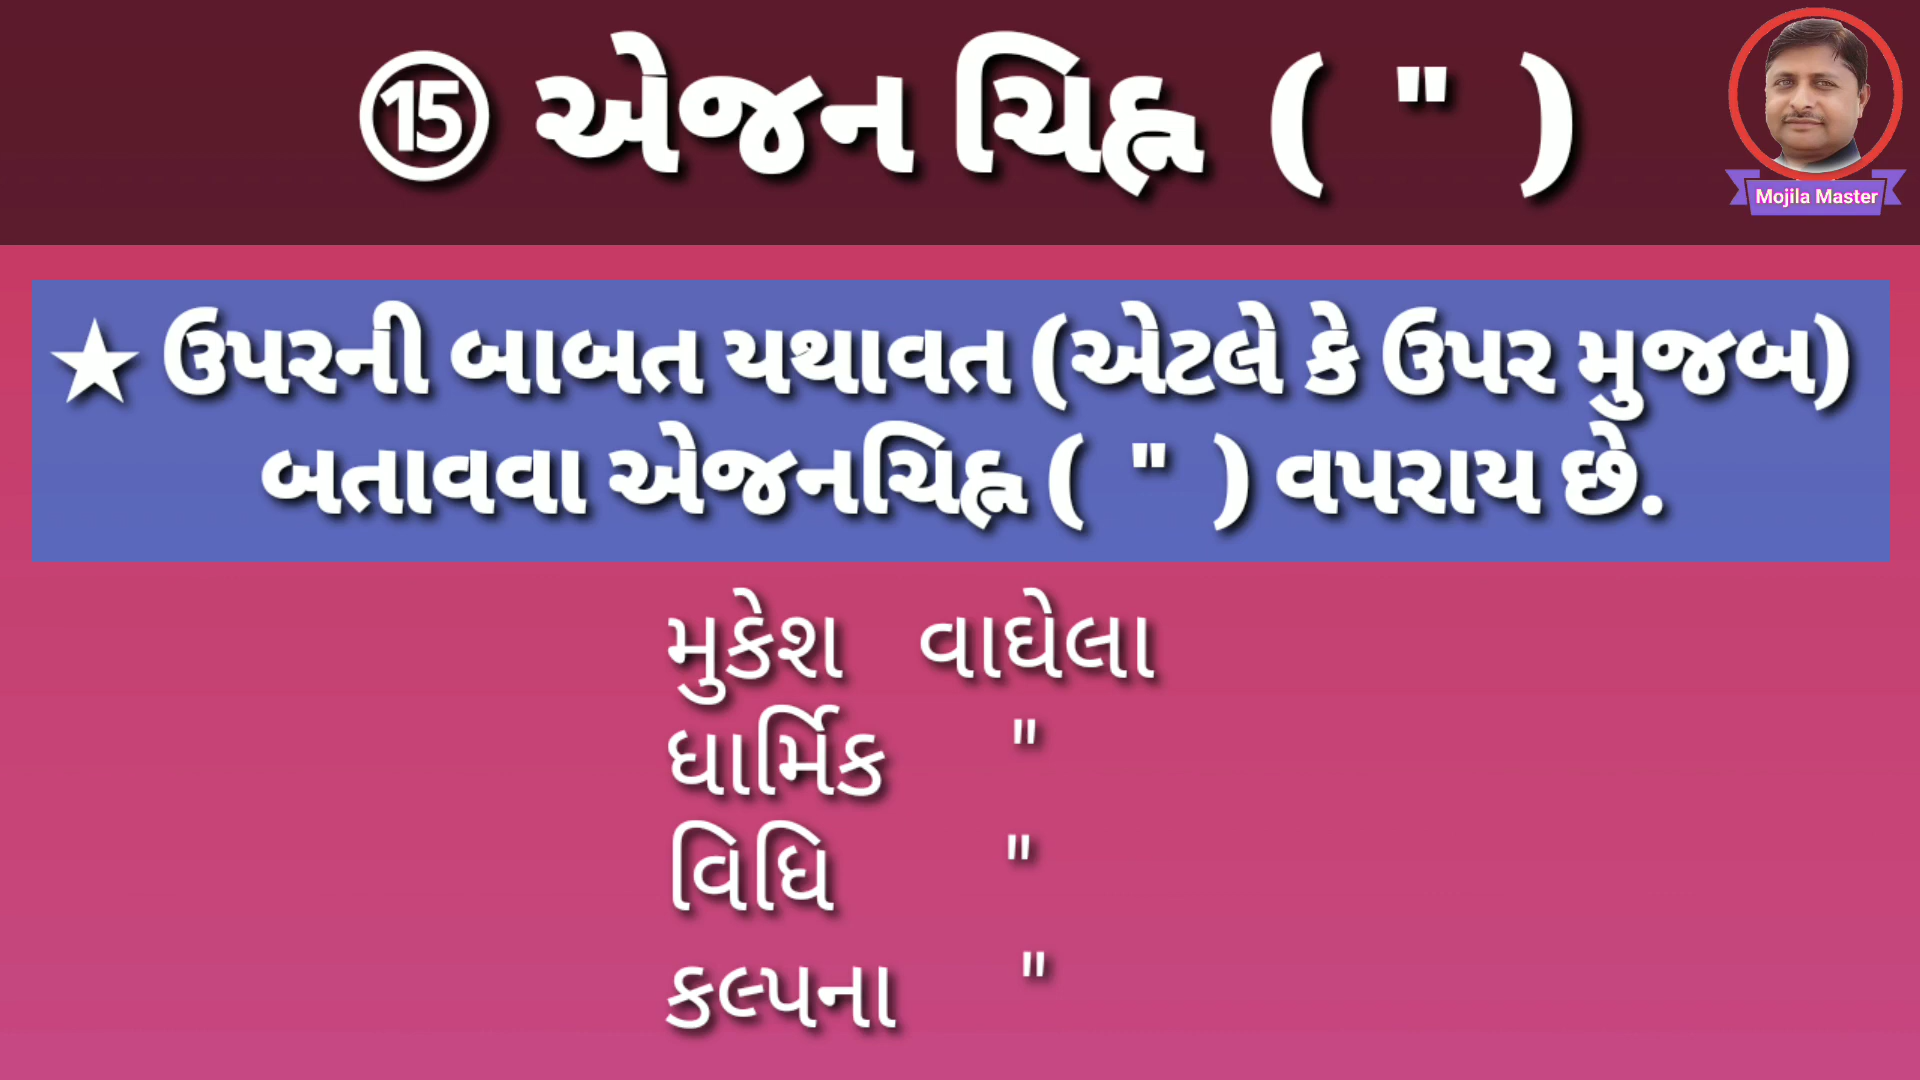 ⑮ એજન ચિહ્ન ( " )
Mojila Master
★ ઉપરની બાબત યથાવત (એટલે કે ઉપર મુજબ)
બતાવવા એજનચિહ્ન ( " ) વપરાય છે.
મુકેશ વાઘેલા
ધાર્મિક "
વિધિ "
કલ્પના "